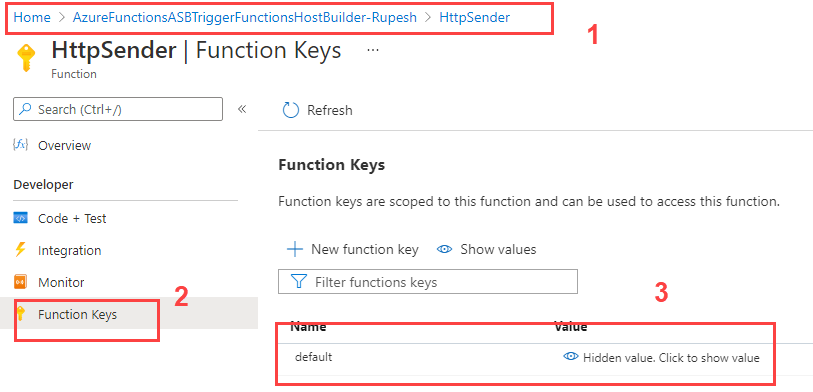 Home > AzureFunctionsASBTriggerFunctionsHostBuilder-Rupesh > HttpSender
1
HttpSender | Function Keys ...
Function
Search (Ctrl+/) «
Refresh
{fx} Overview
Function Keys
Developer
Function keys are scoped to this function and can be used to access this function.
Code + Test
Integration
+ New function key Show values
Monitor
Filter functions keys
2
3
Function Keys
Name Value
default Hidden value. Click to show value